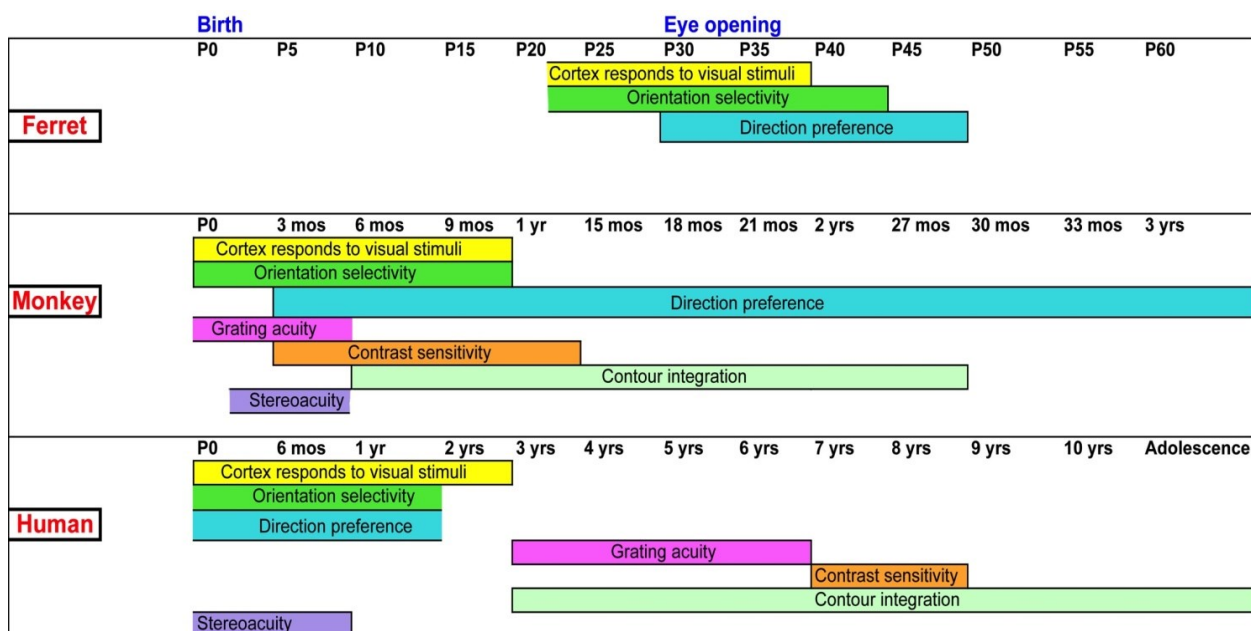 Birth Eye opening
P0 P5 P10 P15 P20 P25 P30 P35 P40 P45 P50 P55 P60
Cortex responds to visual stimuli
Orientation selectivity
Ferret
Direction preference
P0 3 mos 6 mos 9 mos 1 yr 15 mos 18 mos 21 mos 2 yrs 27 mos 30 mos 33 mos 3 yrs
Cortex responds to visual stimuli
Orientation selectivity
Monkey
Direction preference
Grating acuity
Contrast sensitivity
Contour integration
Stereoacuity
P0 6 mos 1 yr 2 yrs 3 yrs 4 yrs 5 yrs 6 yrs 7 yrs 8 yrs 9 yrs 10 yrs Adolescence
Cortex responds to visual stimuli
Orientation selectivity
Human
Direction preference
Grating acuity
Contrast sensitivity
Contour integration
Stereoacuity